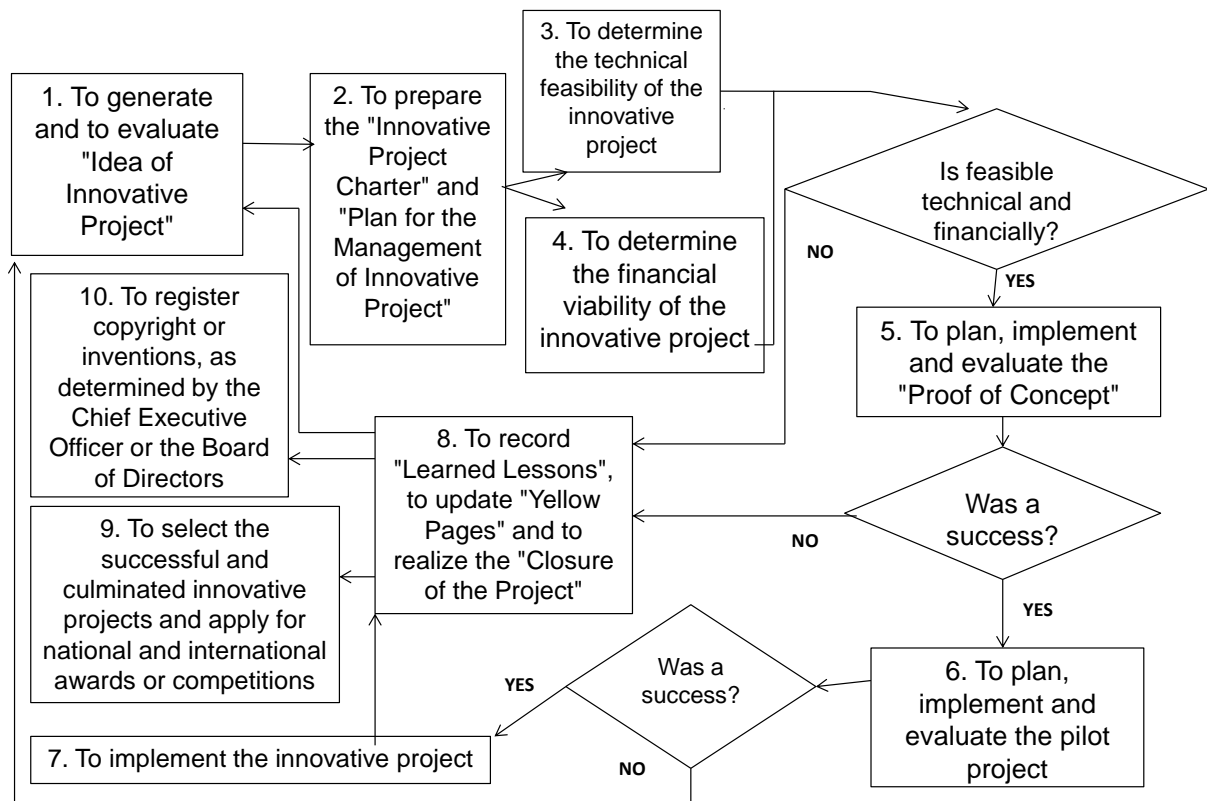 1. To generate
and to evaluate
"Idea of
Innovative
Project"
2. To prepare
the "Innovative
Project
Charter" and
"Plan for the
Management
of Innovative
Project"
3. To determine
the technical
feasibility of the
innovative
project
4. To determine
the financial
viability of the
innovative project
Is feasible
technical and
financially?
NO
YES
5. To plan, implement
and evaluate the
"Proof of Concept"
Was a
success?
NO
YES
6. To plan,
implement and
evaluate the pilot
project
Was a
success?
YES
NO
7. To implement the innovative project
8. To record
"Learned Lessons",
to update "Yellow
Pages" and to
realize the "Closure
of the Project"
9. To select the
successful and
culminated innovative
projects and apply for
national and international
awards or competitions
10. To register
copyright or
inventions, as
determined by the
Chief Executive
Officer or the Board
of Directors